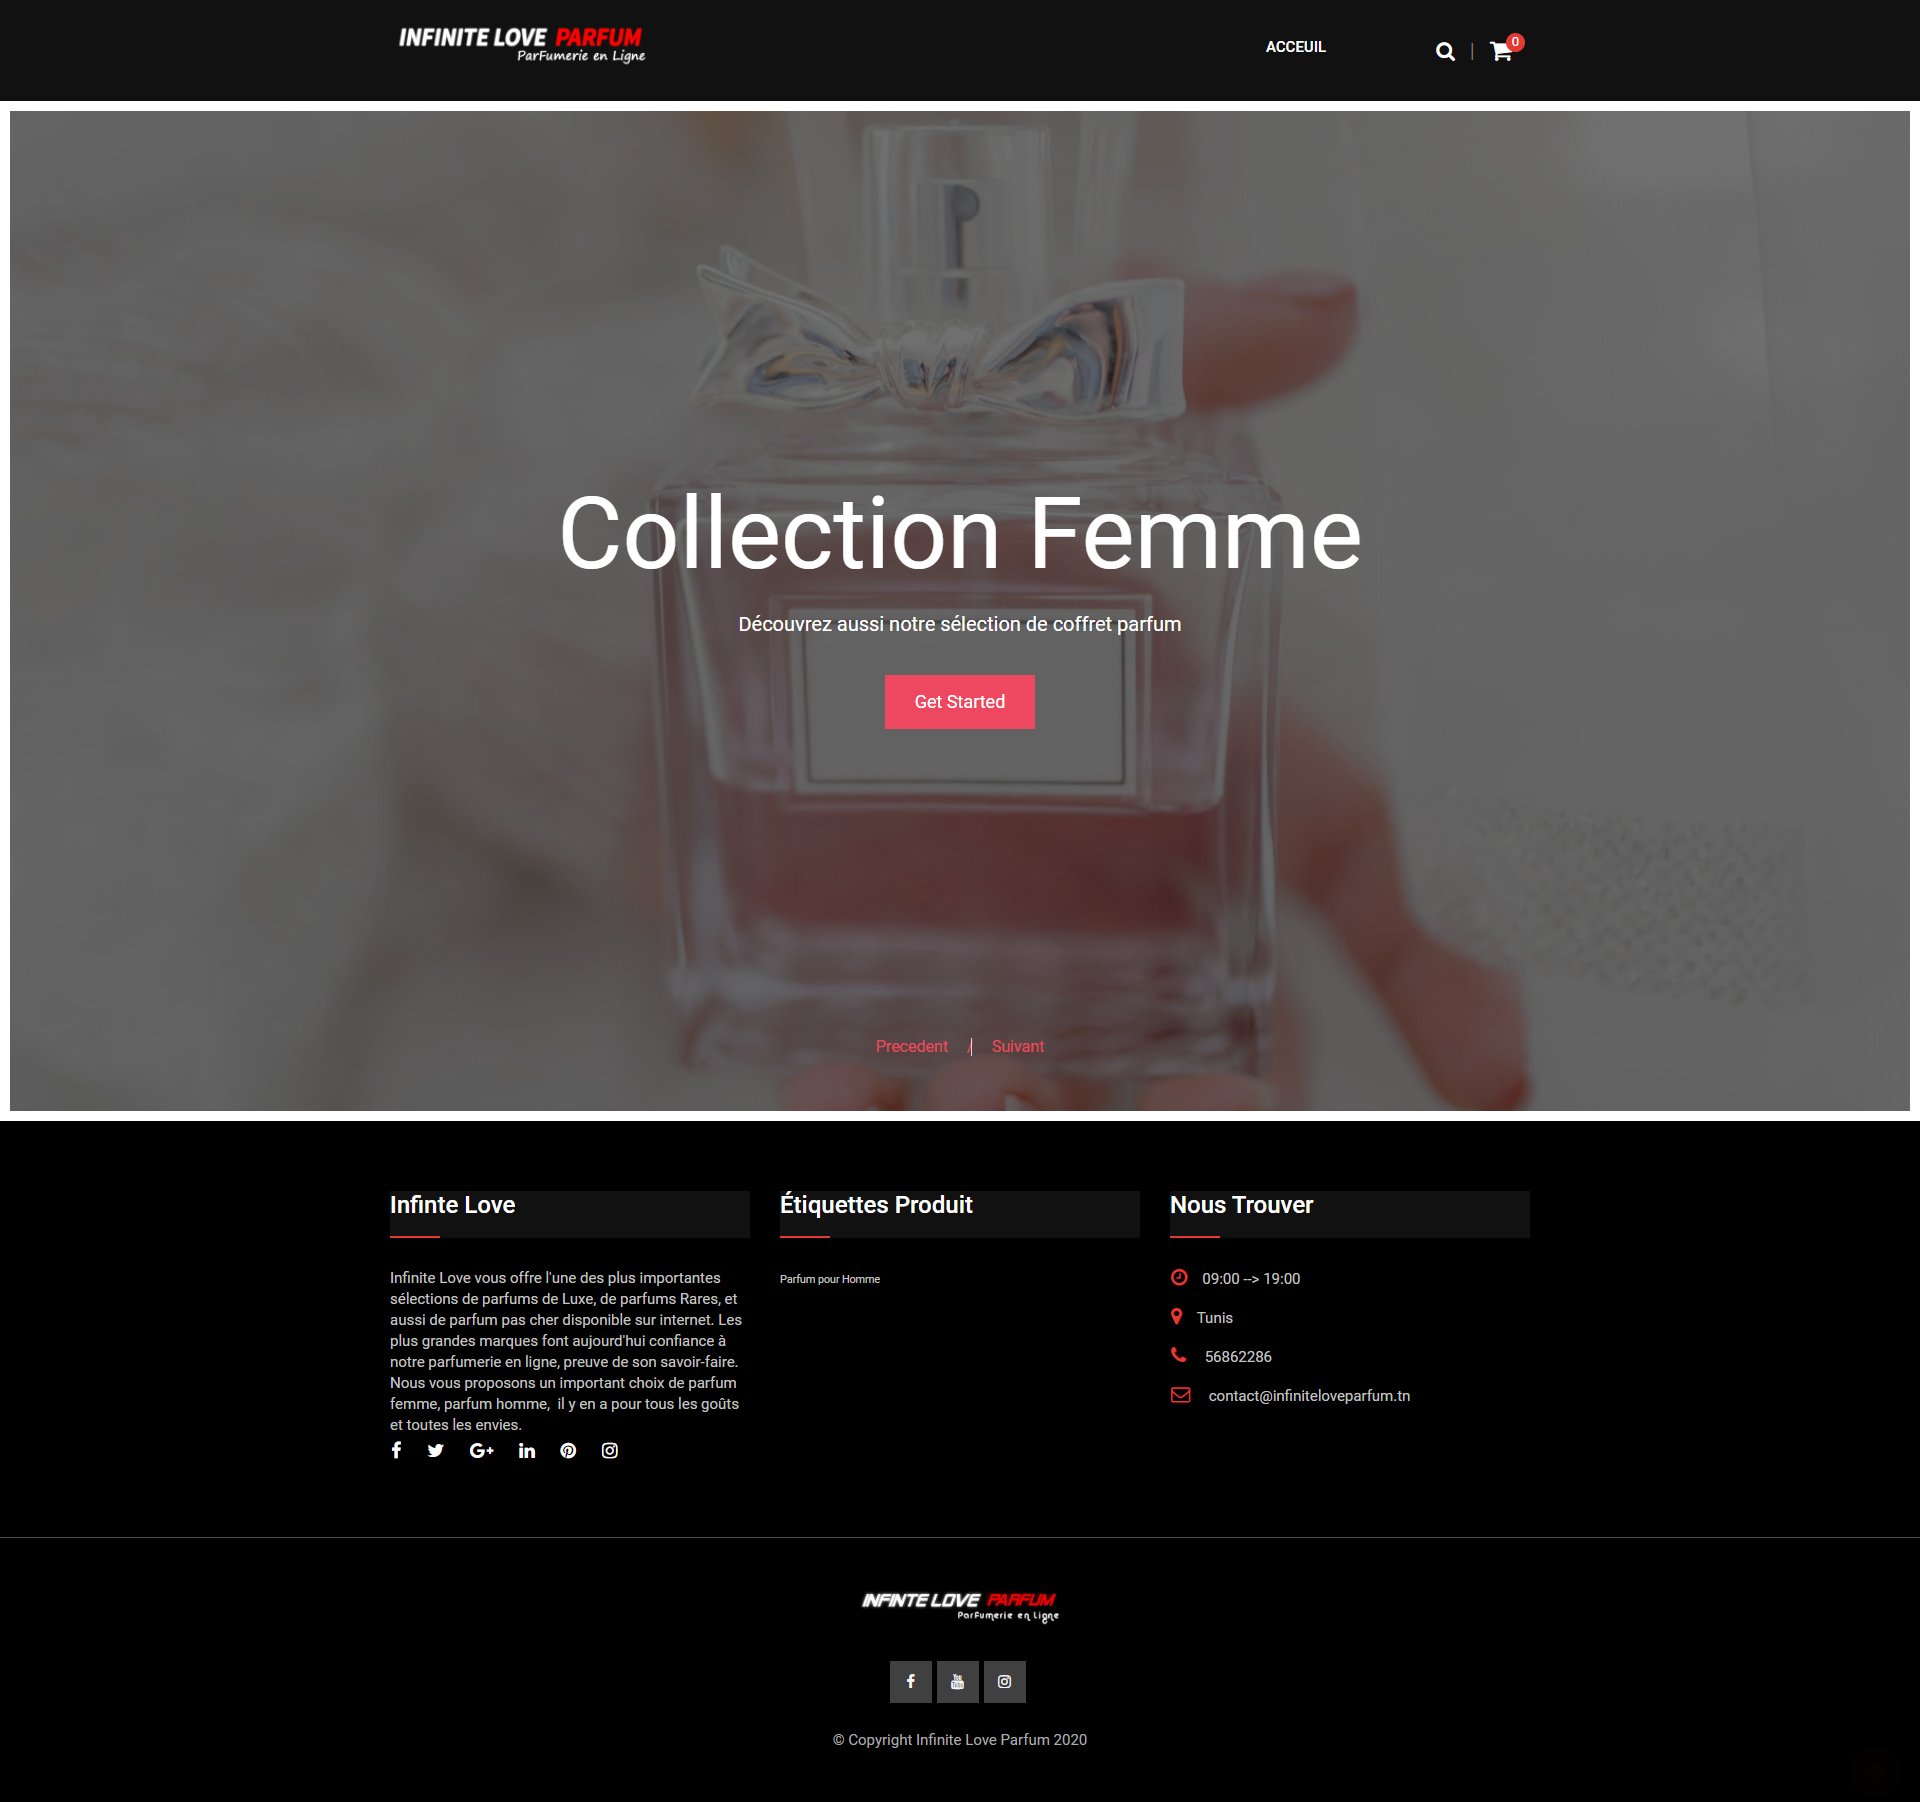 INFINITE LOVE PARFUM
ParFumerie en Ligne
ACCEUIL
0
Collection Femme
Découvrez aussi notre sélection de coffret parfum
Get Started
Precedent / Suivant
Infinte Love
Infinite Love vous offre l'une des plus importantes
sélections de parfums de Luxe, de parfums Rares, et
aussi de parfum pas cher disponible sur internet. Les
plus grandes marques font aujourd'hui confiance à
notre parfumerie en ligne, preuve de son savoir-faire.
Nous vous proposons un important choix de parfum
femme, parfum homme, il y en a pour tous les goûts
et toutes les envies.
Étiquettes Produit
Parfum pour Homme
Nous Trouver
09:00 --> 19:00
Tunis
56862286
contact@infiniteloveparfum.tn
INFINTE LOVE PARFUM
ParFumerie en Ligne
You Tube
© Copyright Infinite Love Parfum 2020